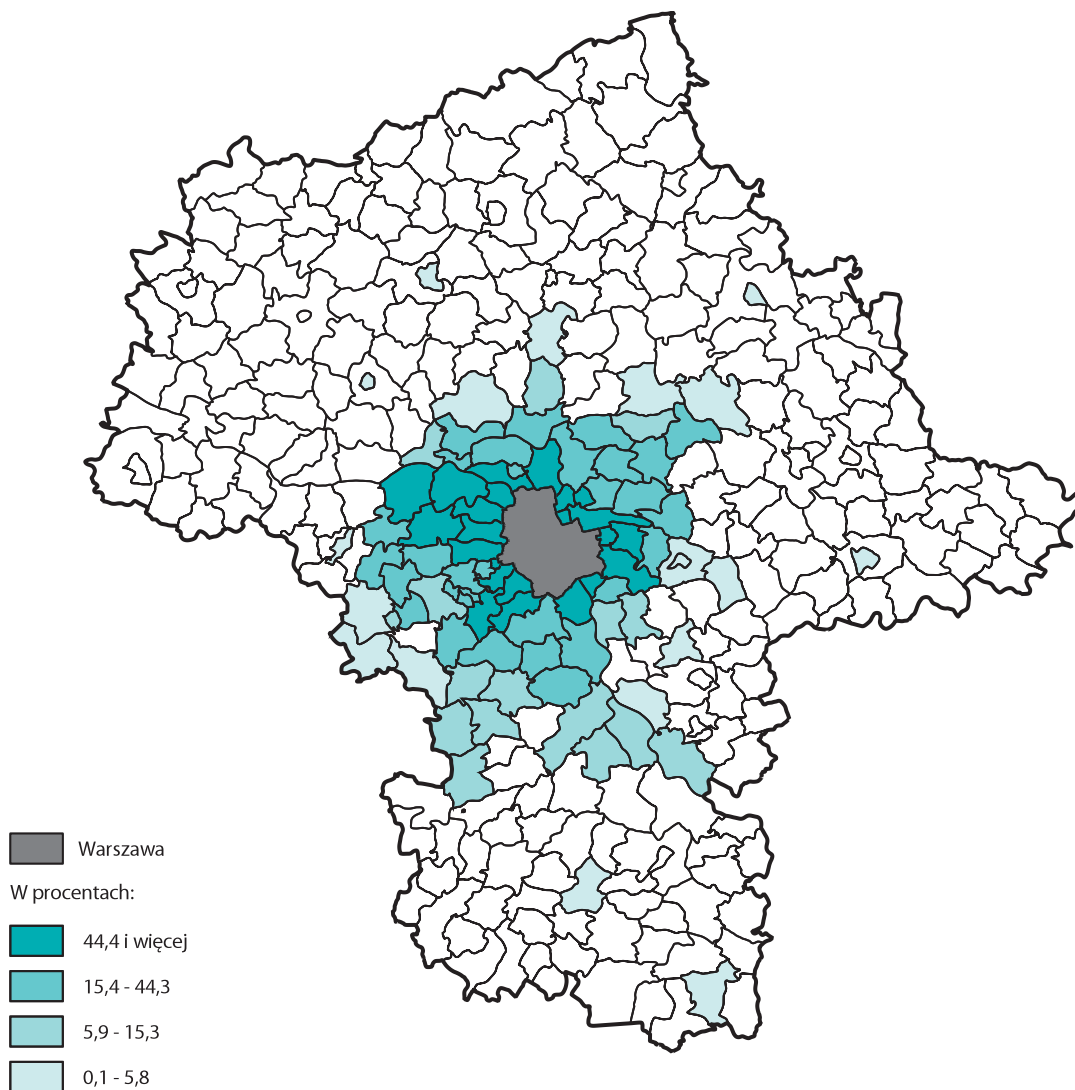 Warszawa
W procentach:
44,4 i więcej
15,4 - 44,3
5,9 - 15,3
0,1 - 5,8